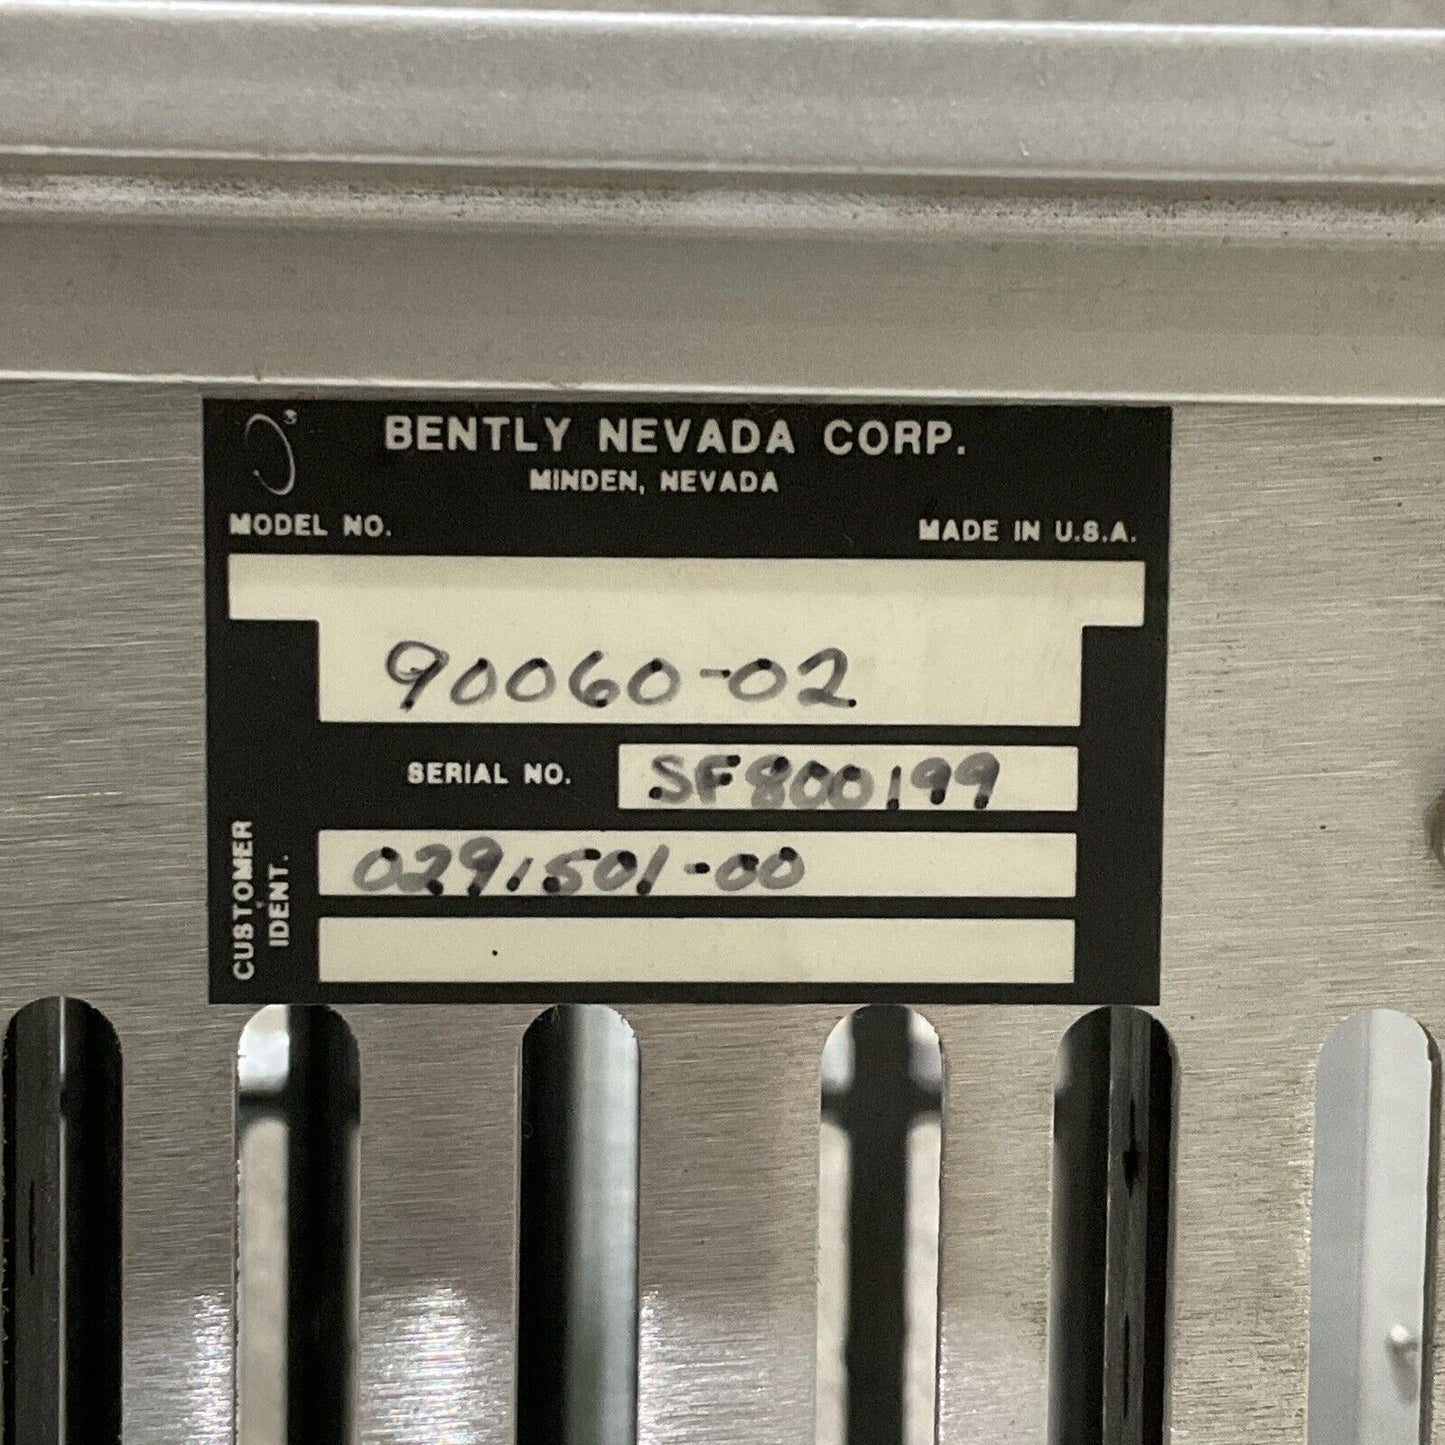 BENTLY NEVADA CORP.
MINDEN, NEVADA
MODEL NO. MADE IN U.S.A.
90060-02
SERIAL NO. SF800199
CUSTOMER IDENT.
0291501-00